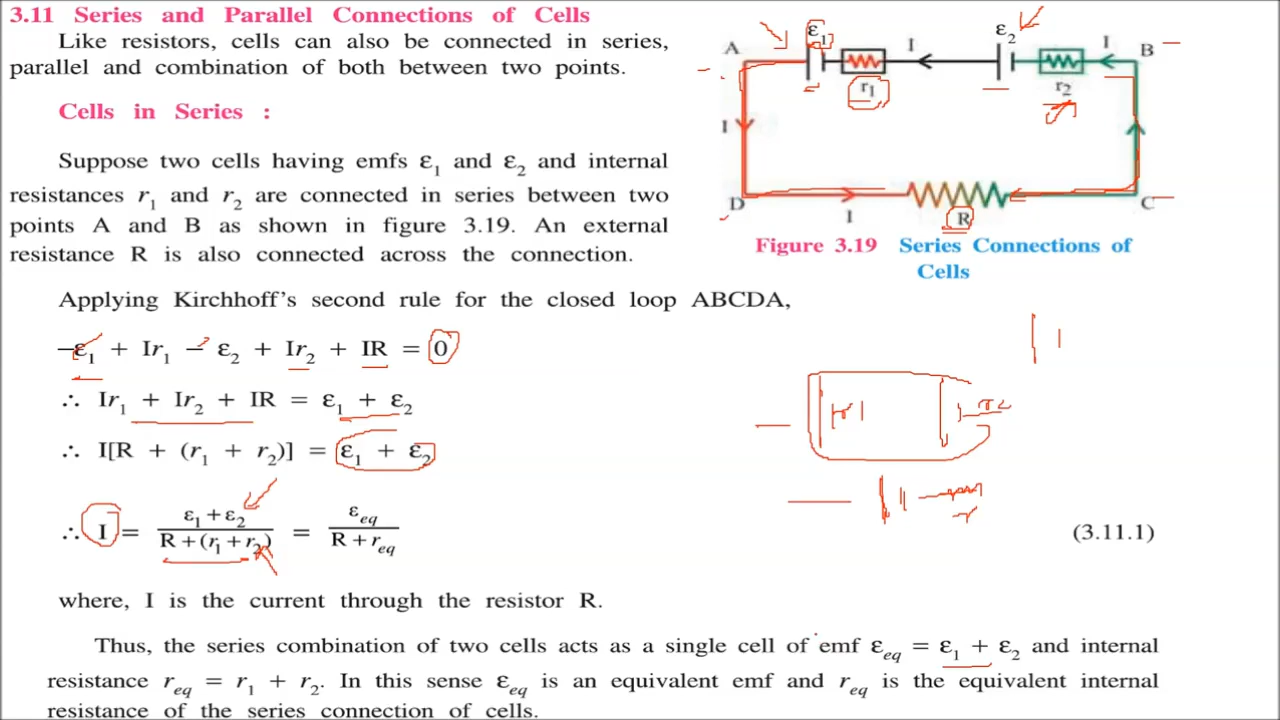 3.11 Series and Parallel Connections of Cells
Like resistors, cells can also be connected in series,
parallel and combination of both between two points.
Cells in Series :
Suppose two cells having emfs ε₁ and ε₂ and internal
resistances r₁ and r₂ are connected in series between two
points A and B as shown in figure 3.19. An external
resistance R is also connected across the connection.
A ε₁ I ε₂ I B
r₁ r₂
I
D I R C
Figure 3.19 Series Connections of
Cells
Applying Kirchhoff's second rule for the closed loop ABCDA,
−ε₁ + Ir₁ − ε₂ + Ir₂ + IR = 0
∴ Ir₁ + Ir₂ + IR = ε₁ + ε₂
∴ I[R + (r₁ + r₂)] = ε₁ + ε₂
∴ I = (ε₁ + ε₂) / (R + (r₁ + r₂)) = ε_eq / (R + r_eq) (3.11.1)
where, I is the current through the resistor R.
Thus, the series combination of two cells acts as a single cell of emf ε_eq = ε₁ + ε₂ and internal
resistance r_eq = r₁ + r₂. In this sense ε_eq is an equivalent emf and r_eq is the equivalent internal
resistance of the series connection of cells.